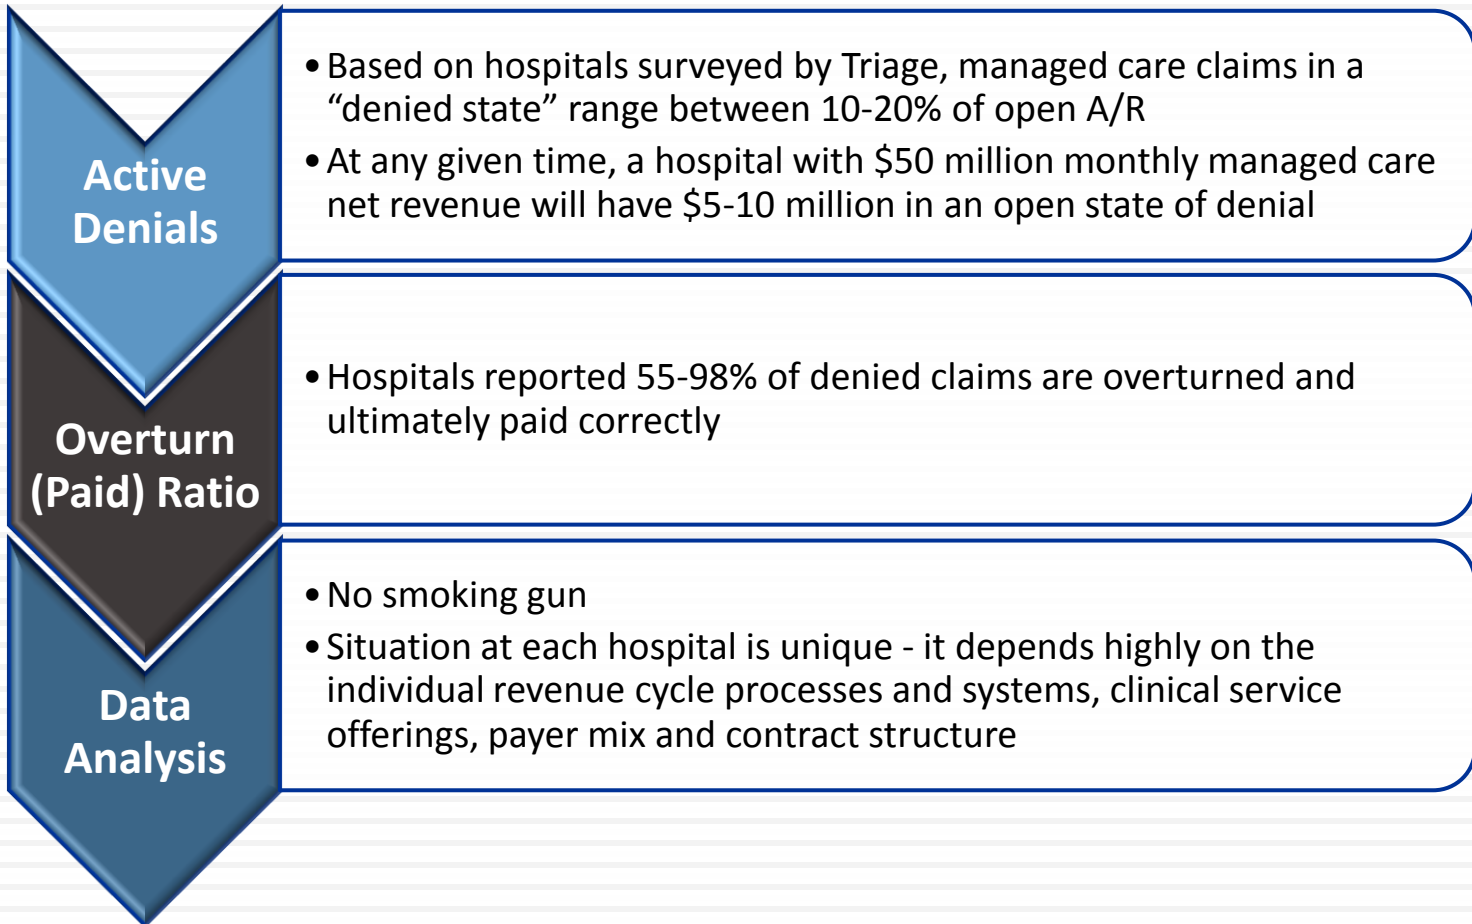 Active
Denials
• Based on hospitals surveyed by Triage, managed care claims in a
“denied state” range between 10-20% of open A/R
• At any given time, a hospital with $50 million monthly managed care
net revenue will have $5-10 million in an open state of denial
Overturn
(Paid) Ratio
• Hospitals reported 55-98% of denied claims are overturned and
ultimately paid correctly
Data
Analysis
• No smoking gun
• Situation at each hospital is unique - it depends highly on the
individual revenue cycle processes and systems, clinical service
offerings, payer mix and contract structure